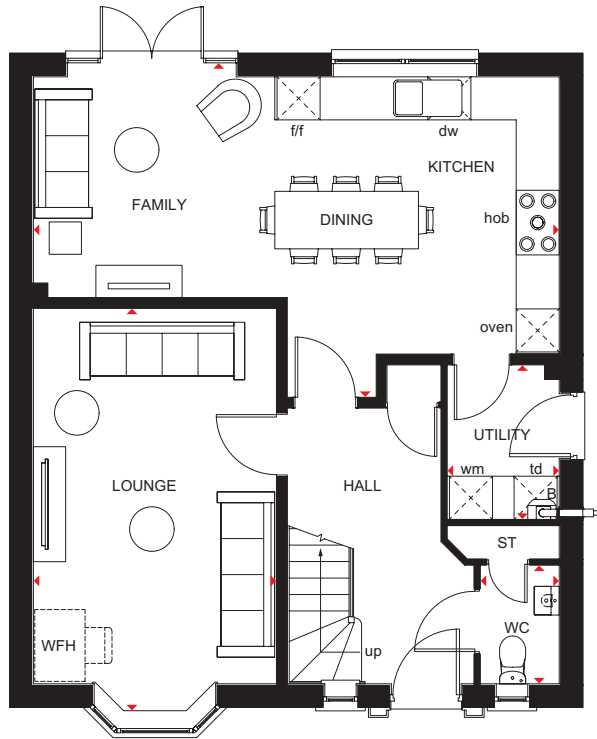 f/f
dw
KITCHEN
FAMILY
DINING
hob
oven
UTILITY
wm
td
LOUNGE
HALL
B
ST
WC
WFH
up